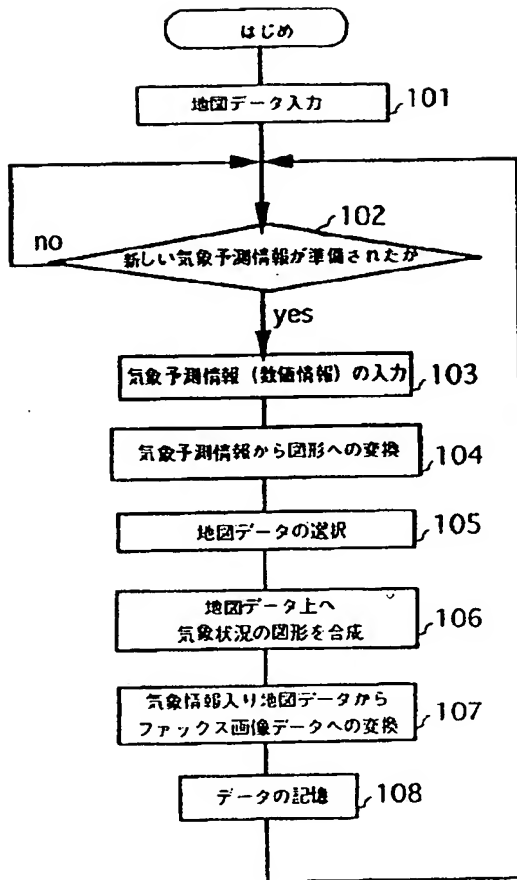 はじめ
地図データ入力 101
102
no
新しい気象予測情報が準備されたか
yes
気象予測情報（数値情報）の入力 103
気象予測情報から図形への変換 104
地図データの選択 105
地図データ上へ
気象状況の図形を合成 106
気象情報入り地図データから
ファックス画像データへの変換 107
データの記憶 108